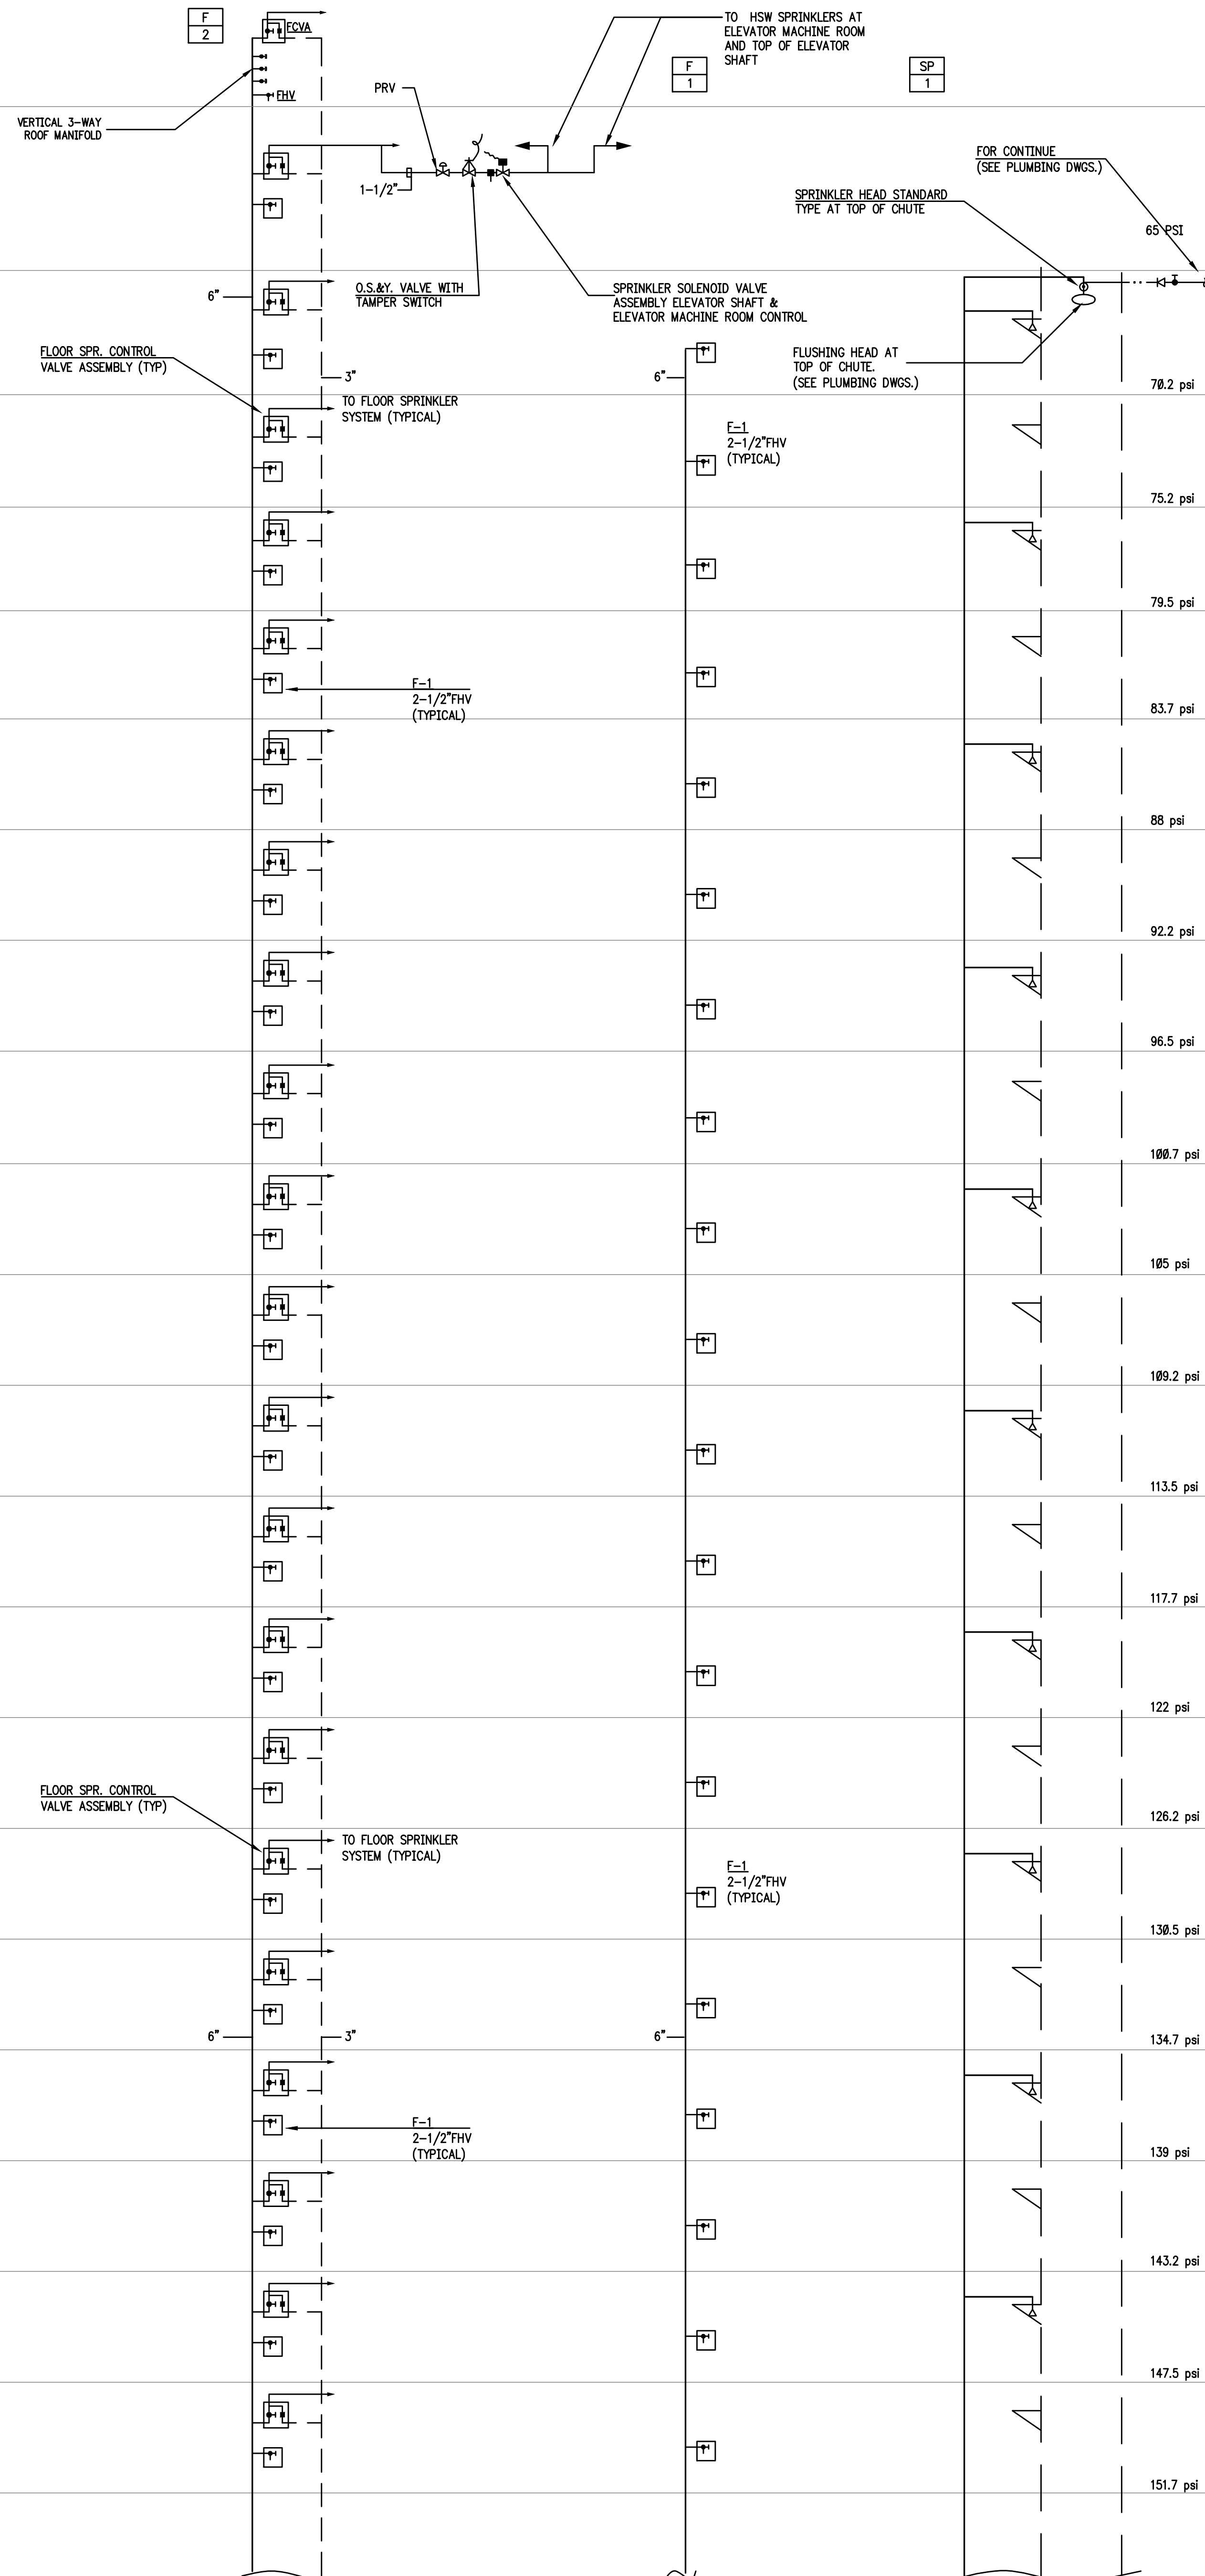 F
2
FCVA
FHV
VERTICAL 3-WAY
ROOF MANIFOLD
PRV
1-1/2"
TO HSW SPRINKLERS AT
ELEVATOR MACHINE ROOM
AND TOP OF ELEVATOR
SHAFT
F
1
SP
1
FOR CONTINUE
(SEE PLUMBING DWGS.)
SPRINKLER HEAD STANDARD
TYPE AT TOP OF CHUTE
65 PSI
6"
O.S.&Y. VALVE WITH
TAMPER SWITCH
SPRINKLER SOLENOID VALVE
ASSEMBLY ELEVATOR SHAFT &
ELEVATOR MACHINE ROOM CONTROL
FLOOR SPR. CONTROL
VALVE ASSEMBLY (TYP)
3"
6"
FLUSHING HEAD AT
TOP OF CHUTE.
(SEE PLUMBING DWGS.)
70.2 psi
TO FLOOR SPRINKLER
SYSTEM (TYPICAL)
F-1
2-1/2"FHV
(TYPICAL)
75.2 psi
79.5 psi
F-1
2-1/2"FHV
(TYPICAL)
83.7 psi
88 psi
92.2 psi
96.5 psi
100.7 psi
105 psi
109.2 psi
113.5 psi
117.7 psi
122 psi
FLOOR SPR. CONTROL
VALVE ASSEMBLY (TYP)
126.2 psi
TO FLOOR SPRINKLER
SYSTEM (TYPICAL)
F-1
2-1/2"FHV
(TYPICAL)
130.5 psi
6"
3"
6"
134.7 psi
F-1
2-1/2"FHV
(TYPICAL)
139 psi
143.2 psi
147.5 psi
151.7 psi